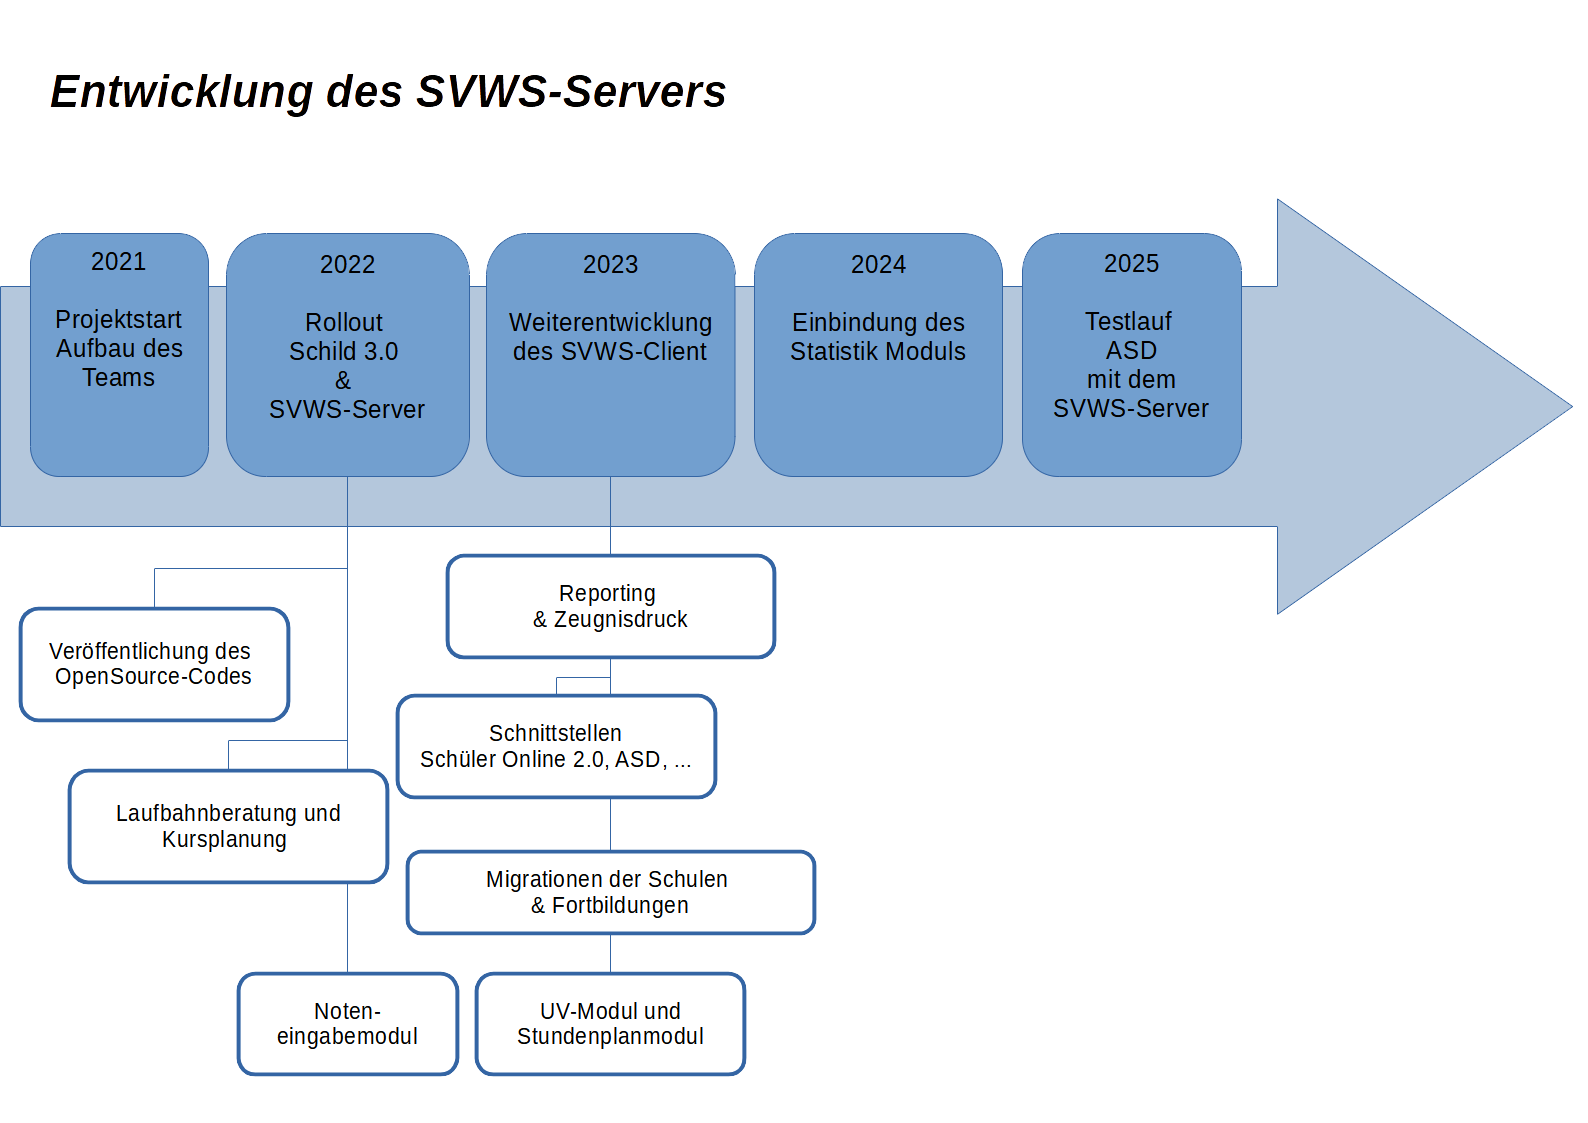 Entwicklung des SVWS-Servers
2021
Projektstart
Aufbau des
Teams
2022
Rollout
Schild 3.0
&
SVWS-Server
2023
Weiterentwicklung
des SVWS-Client
2024
Einbindung des
Statistik Moduls
2025
Testlauf
ASD
mit dem
SVWS-Server
Veröffentlichung des
OpenSource-Codes
Laufbahnberatung und
Kursplanung
Noten-
eingabemodul
Reporting
& Zeugnisdruck
Schnittstellen
Schüler Online 2.0, ASD, ...
Migrationen der Schulen
& Fortbildungen
UV-Modul und
Stundenplanmodul